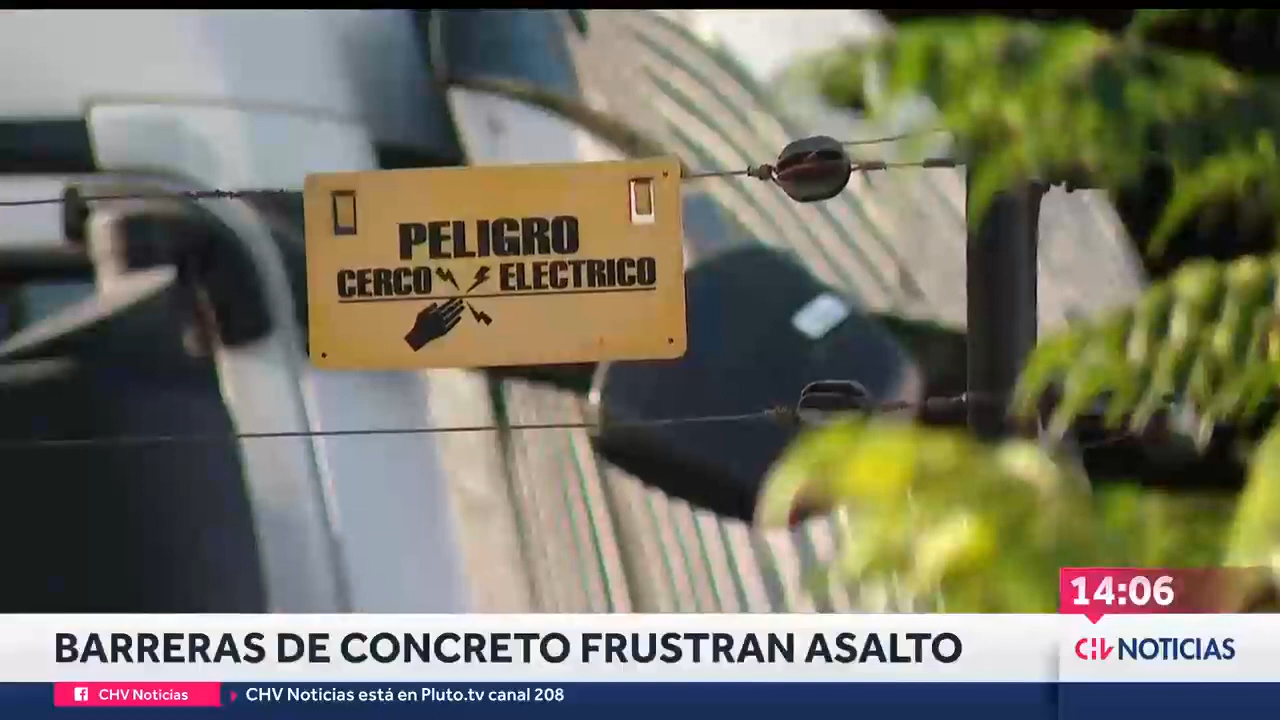 PELIGRO
CERCO ELECTRICO
14:06
BARRERAS DE CONCRETO FRUSTRAN ASALTO
CHV NOTICIAS
CHV Noticias
CHV Noticias está en Pluto.tv canal 208